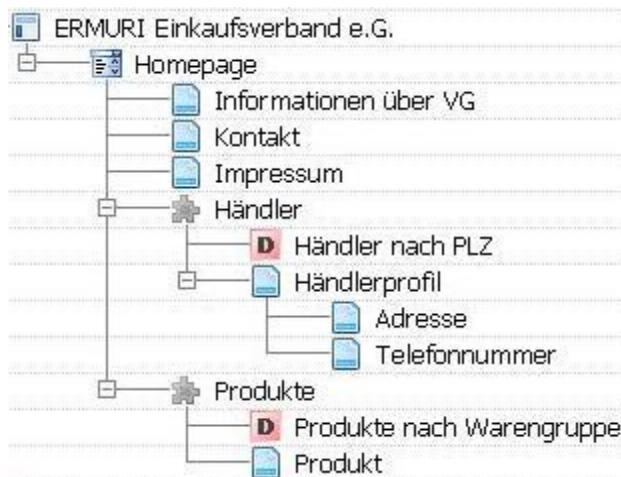 ERMURI Einkaufsverband e.G.
Homepage
Informationen über VG
Kontakt
Impressum
Händler
D Händler nach PLZ
Händlerprofil
Adresse
Telefonnummer
Produkte
D Produkte nach Warengruppe
Produkt